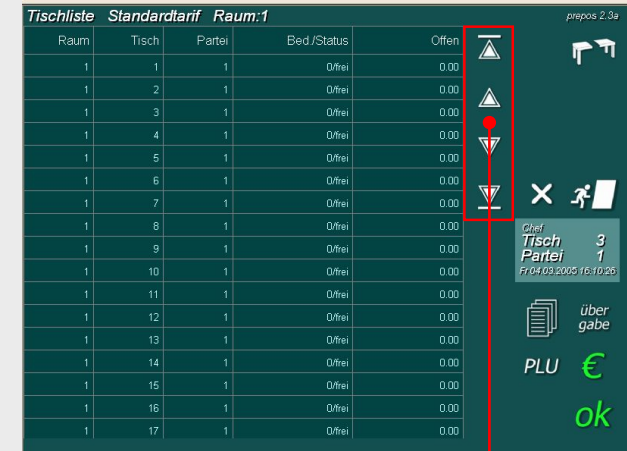 Tischliste Standardtarif Raum:1
prepos 2.3a
Raum Tisch Partei Bed./Status Offen
1 1 1 0/frei 0.00
1 2 1 0/frei 0.00
1 3 1 0/frei 0.00
1 4 1 0/frei 0.00
1 5 1 0/frei 0.00
1 6 1 0/frei 0.00
1 7 1 0/frei 0.00
1 8 1 0/frei 0.00
1 9 1 0/frei 0.00
1 10 1 0/frei 0.00
1 11 1 0/frei 0.00
1 12 1 0/frei 0.00
1 13 1 0/frei 0.00
1 14 1 0/frei 0.00
1 15 1 0/frei 0.00
1 16 1 0/frei 0.00
1 17 1 0/frei 0.00
Chef
Tisch 3
Partei 1
Fr 04.03.2005 16:10:26
über
gabe
PLU €
ok